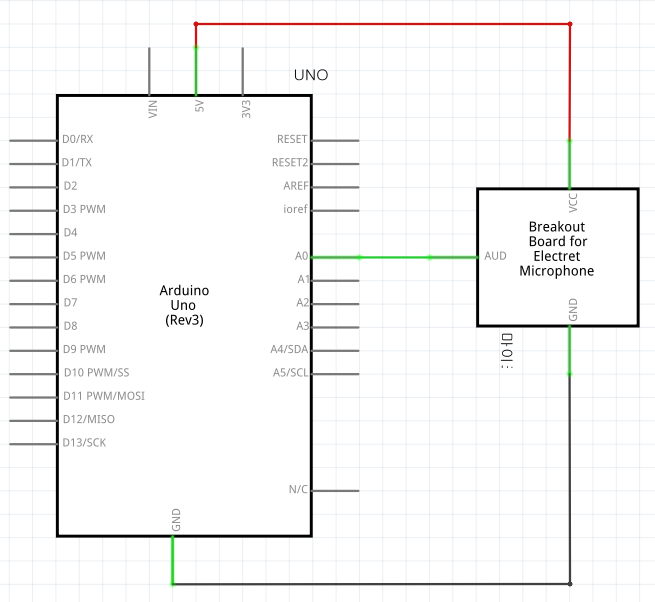 UNO
VIN
5V
3V3
D0/RX
D1/TX
D2
D3 PWM
D4
D5 PWM
D6 PWM
D7
D8
D9 PWM
D10 PWM/SS
D11 PWM/MOSI
D12/MISO
D13/SCK
Arduino
Uno
(Rev3)
RESET
RESET2
AREF
ioref
A0
A1
A2
A3
A4/SDA
A5/SCL
N/C
GND
VCC
Breakout
Board for
Electret
Microphone
AUD
GND